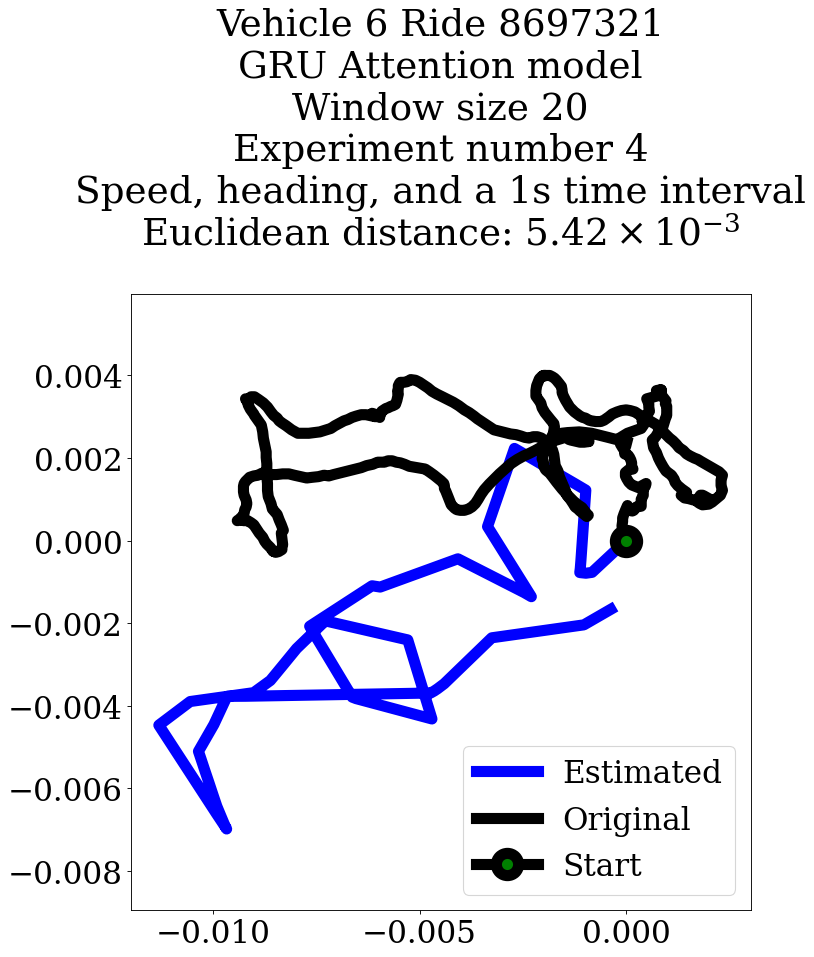 Vehicle 6 Ride 8697321
GRU Attention model
Window size 20
Experiment number 4
Speed, heading, and a 1s time interval
Euclidean distance: 5.42 × 10⁻³
0.004
0.002
0.000
−0.002
−0.004
−0.006
−0.008
Estimated
Original
Start
−0.010
−0.005
0.000